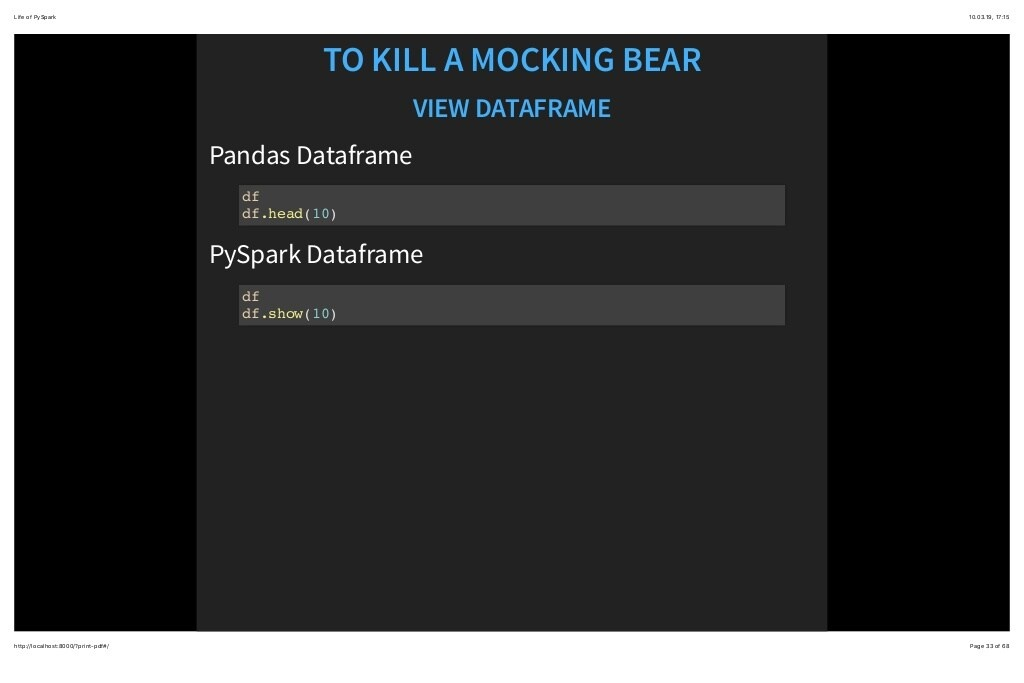 Life of PySpark
10.03.19, 17:15
TO KILL A MOCKING BEAR
VIEW DATAFRAME
Pandas Dataframe
df
df.head(10)
PySpark Dataframe
df
df.show(10)
http://localhost:8000/?print-pdf#/
Page 33 of 68